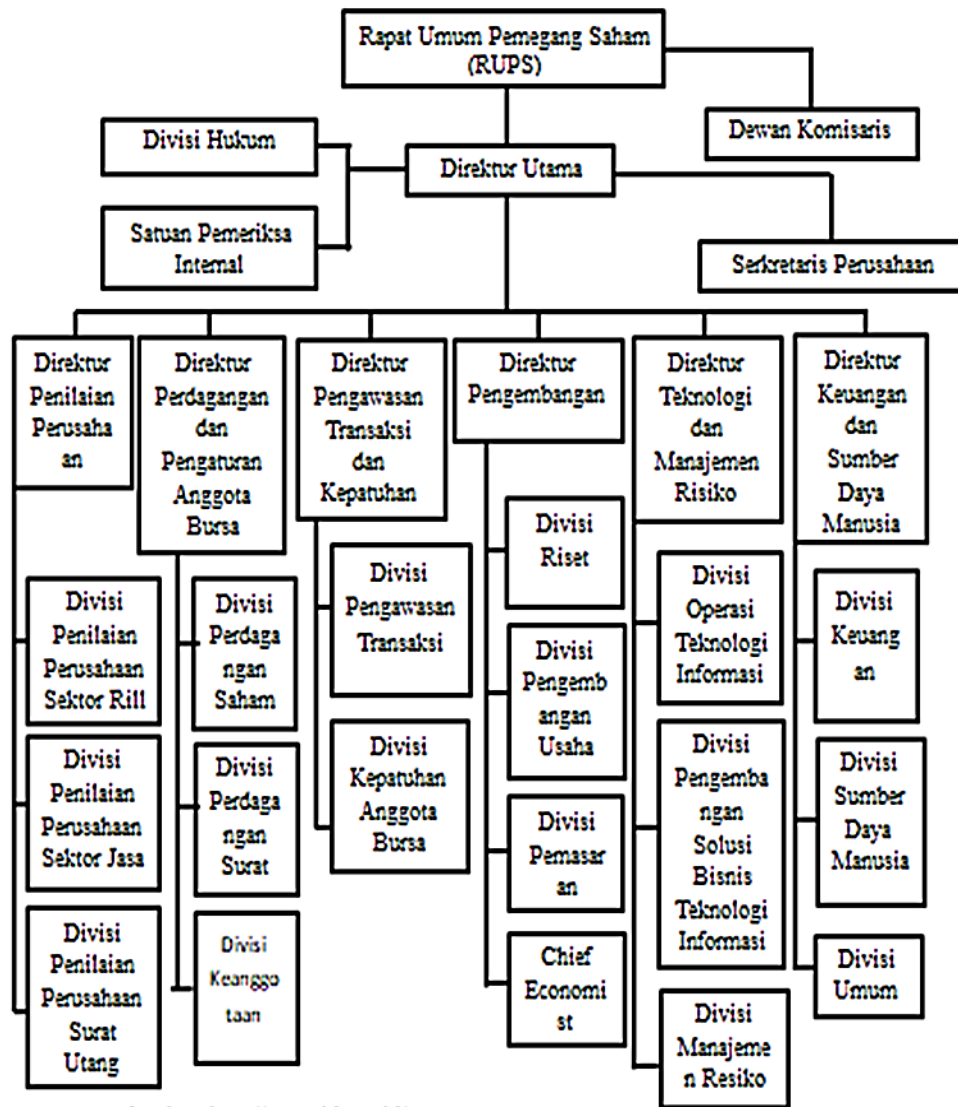 Rapat Umum Pemegang Saham
(RUPS)
Dewan Komisaris
Divisi Hukum
Direktur Utama
Satuan Pemeriksa
Internal
Serkretaris Perusahaan
Direktur
Penilaian
Perusaha
an
Direktur
Perdagangan
dan
Pengaturan
Anggota
Bursa
Direktur
Pengawasan
Transaksi
dan
Kepatuhan
Direktur
Pengembangan
Direktur
Teknologi
dan
Manajemen
Risiko
Direktur
Keuangan
dan
Sumber
Daya
Manusia
Divisi
Penilaian
Perusahaan
Sektor Rill
Divisi
Penilaian
Perusahaan
Sektor Jasa
Divisi
Penilaian
Perusahaan
Surat
Utang
Divisi
Perdaga
ngan
Saham
Divisi
Perdaga
ngan
Surat
Divisi
Keanggo
taan
Divisi
Pengawasan
Transaksi
Divisi
Kepatuhan
Anggota
Bursa
Divisi
Riset
Divisi
Pengemb
angan
Usaha
Divisi
Pemasar
an
Chief
Economi
st
Divisi
Operasi
Teknologi
Informasi
Divisi
Pengemba
ngan
Solusi
Bisnis
Teknologi
Informasi
Divisi
Manajeme
n Resiko
Divisi
Keuang
an
Divisi
Sumber
Daya
Manusia
Divisi
Umum